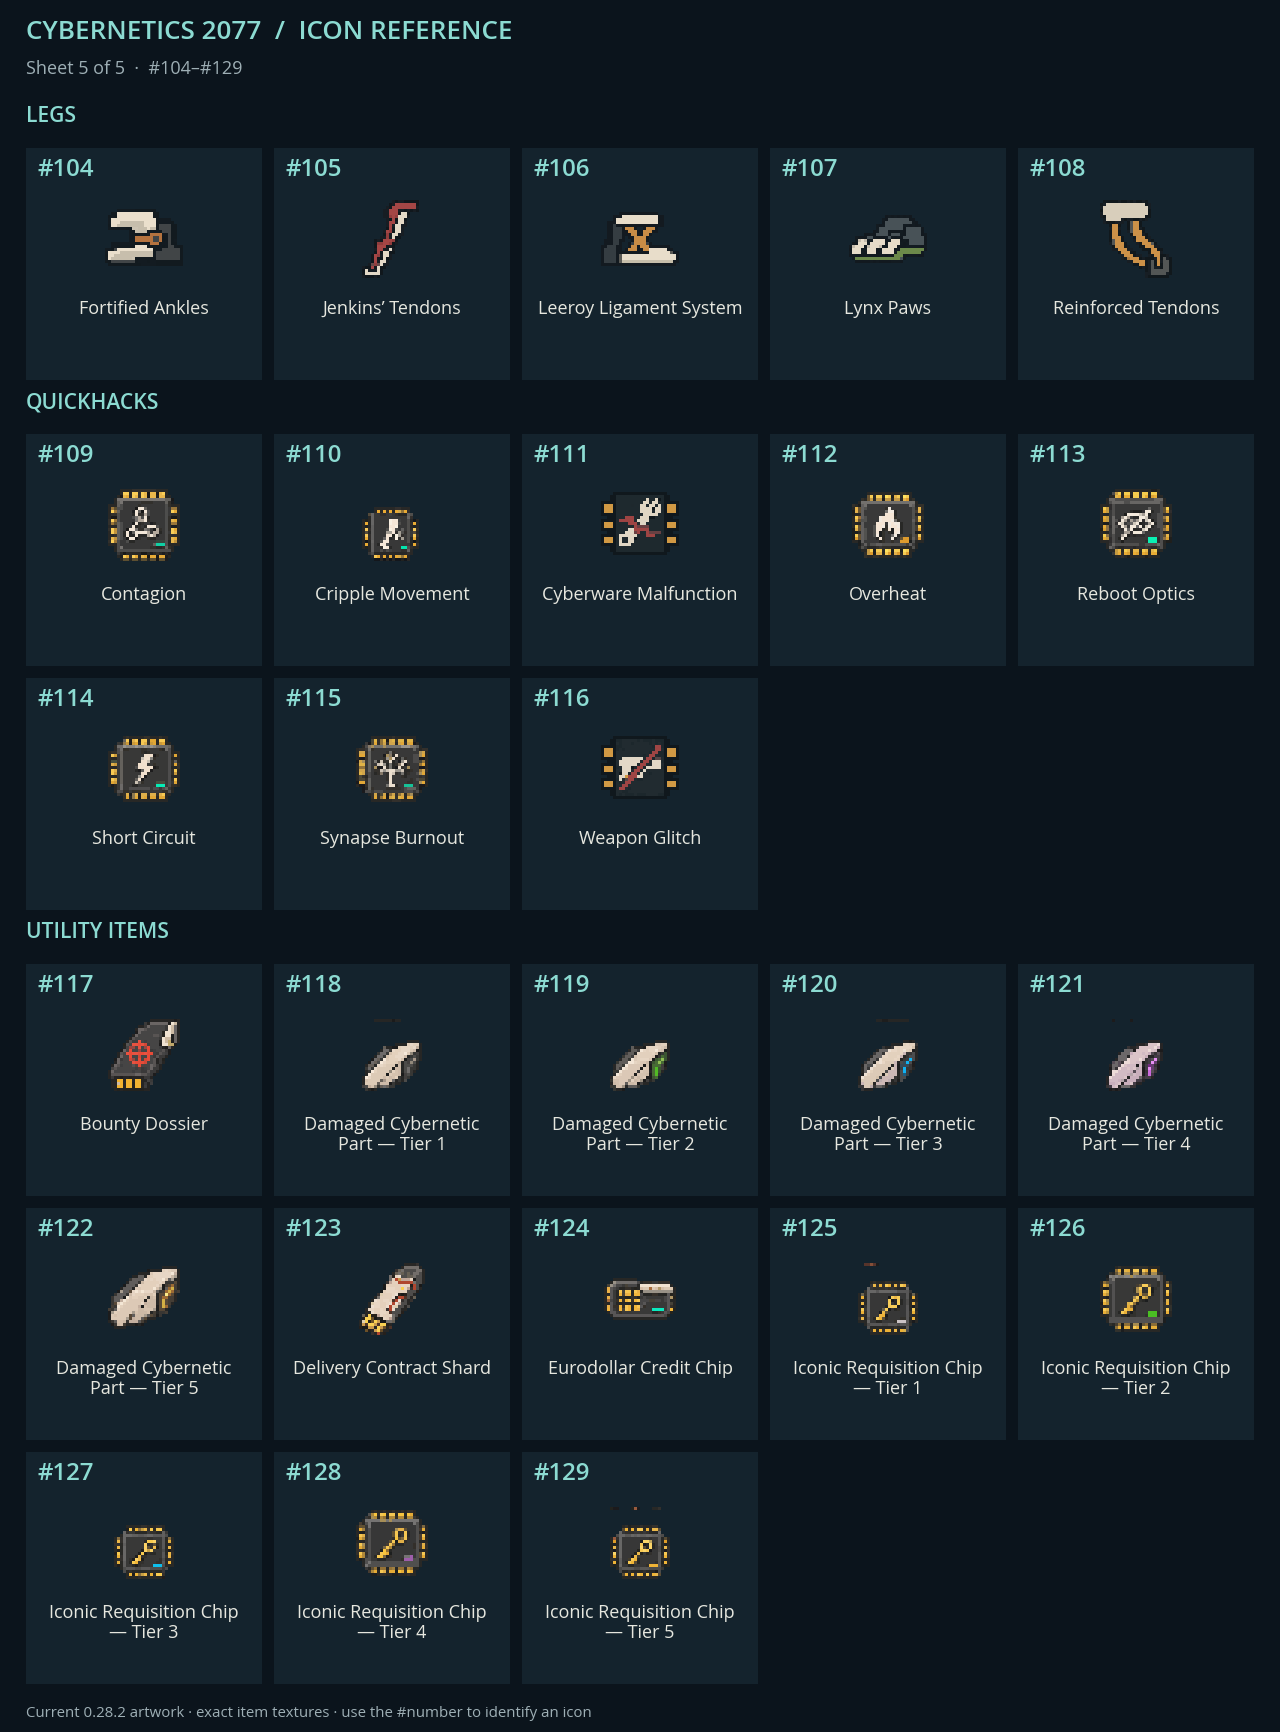 CYBERNETICS 2077 / ICON REFERENCE
Sheet 5 of 5 · #104–#129
LEGS
#104
Fortified Ankles
#105
Jenkins’ Tendons
#106
Leeroy Ligament System
#107
Lynx Paws
#108
Reinforced Tendons
QUICKHACKS
#109
Contagion
#110
Cripple Movement
#111
Cyberware Malfunction
#112
Overheat
#113
Reboot Optics
#114
Short Circuit
#115
Synapse Burnout
#116
Weapon Glitch
UTILITY ITEMS
#117
Bounty Dossier
#118
Damaged Cybernetic
Part — Tier 1
#119
Damaged Cybernetic
Part — Tier 2
#120
Damaged Cybernetic
Part — Tier 3
#121
Damaged Cybernetic
Part — Tier 4
#122
Damaged Cybernetic
Part — Tier 5
#123
Delivery Contract Shard
#124
Eurodollar Credit Chip
#125
Iconic Requisition Chip
— Tier 1
#126
Iconic Requisition Chip
— Tier 2
#127
Iconic Requisition Chip
— Tier 3
#128
Iconic Requisition Chip
— Tier 4
#129
Iconic Requisition Chip
— Tier 5
Current 0.28.2 artwork · exact item textures · use the #number to identify an icon